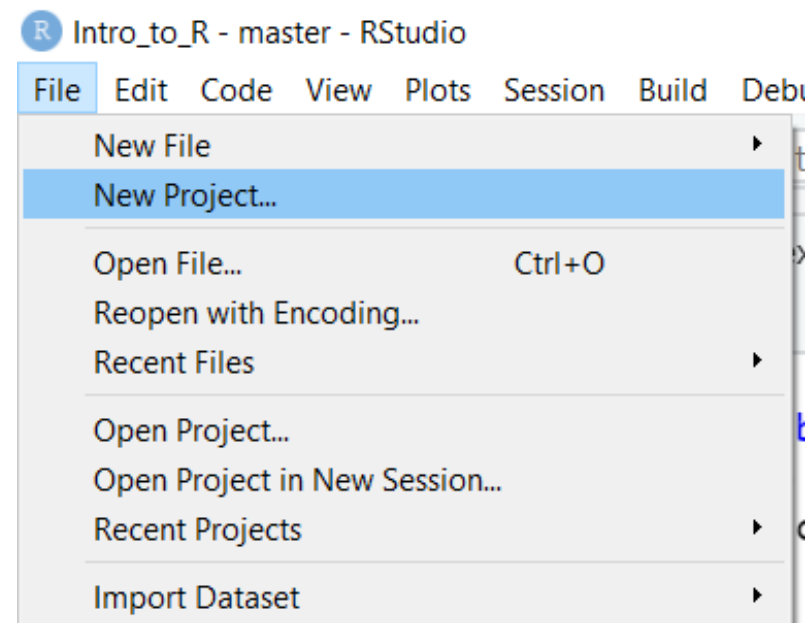 R Intro_to_R - master - RStudio
File Edit Code View Plots Session Build
New File
New Project...
Open File... Ctrl+O
Reopen with Encoding...
Recent Files
Open Project...
Open Project in New Session...
Recent Projects
Import Dataset